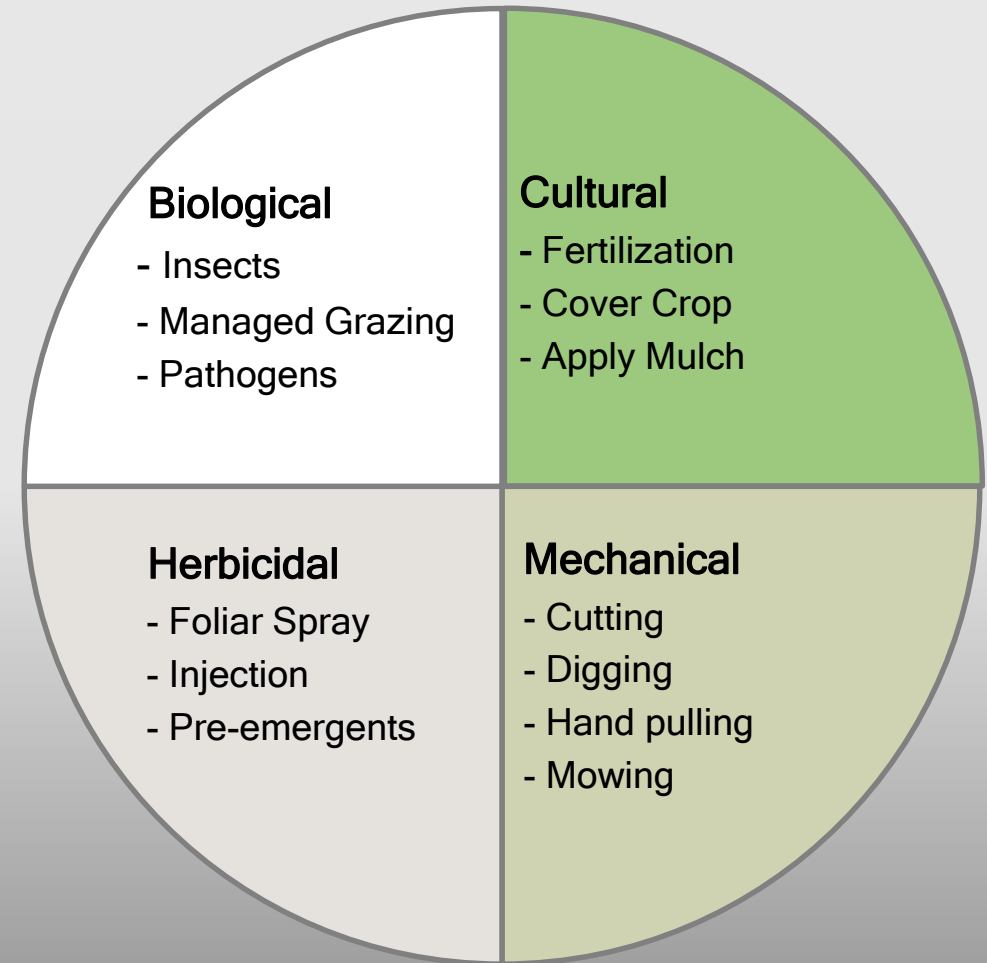 Biological
- Insects
- Managed Grazing
- Pathogens
Cultural
- Fertilization
- Cover Crop
- Apply Mulch
Herbicidal
- Foliar Spray
- Injection
- Pre-emergents
Mechanical
- Cutting
- Digging
- Hand pulling
- Mowing